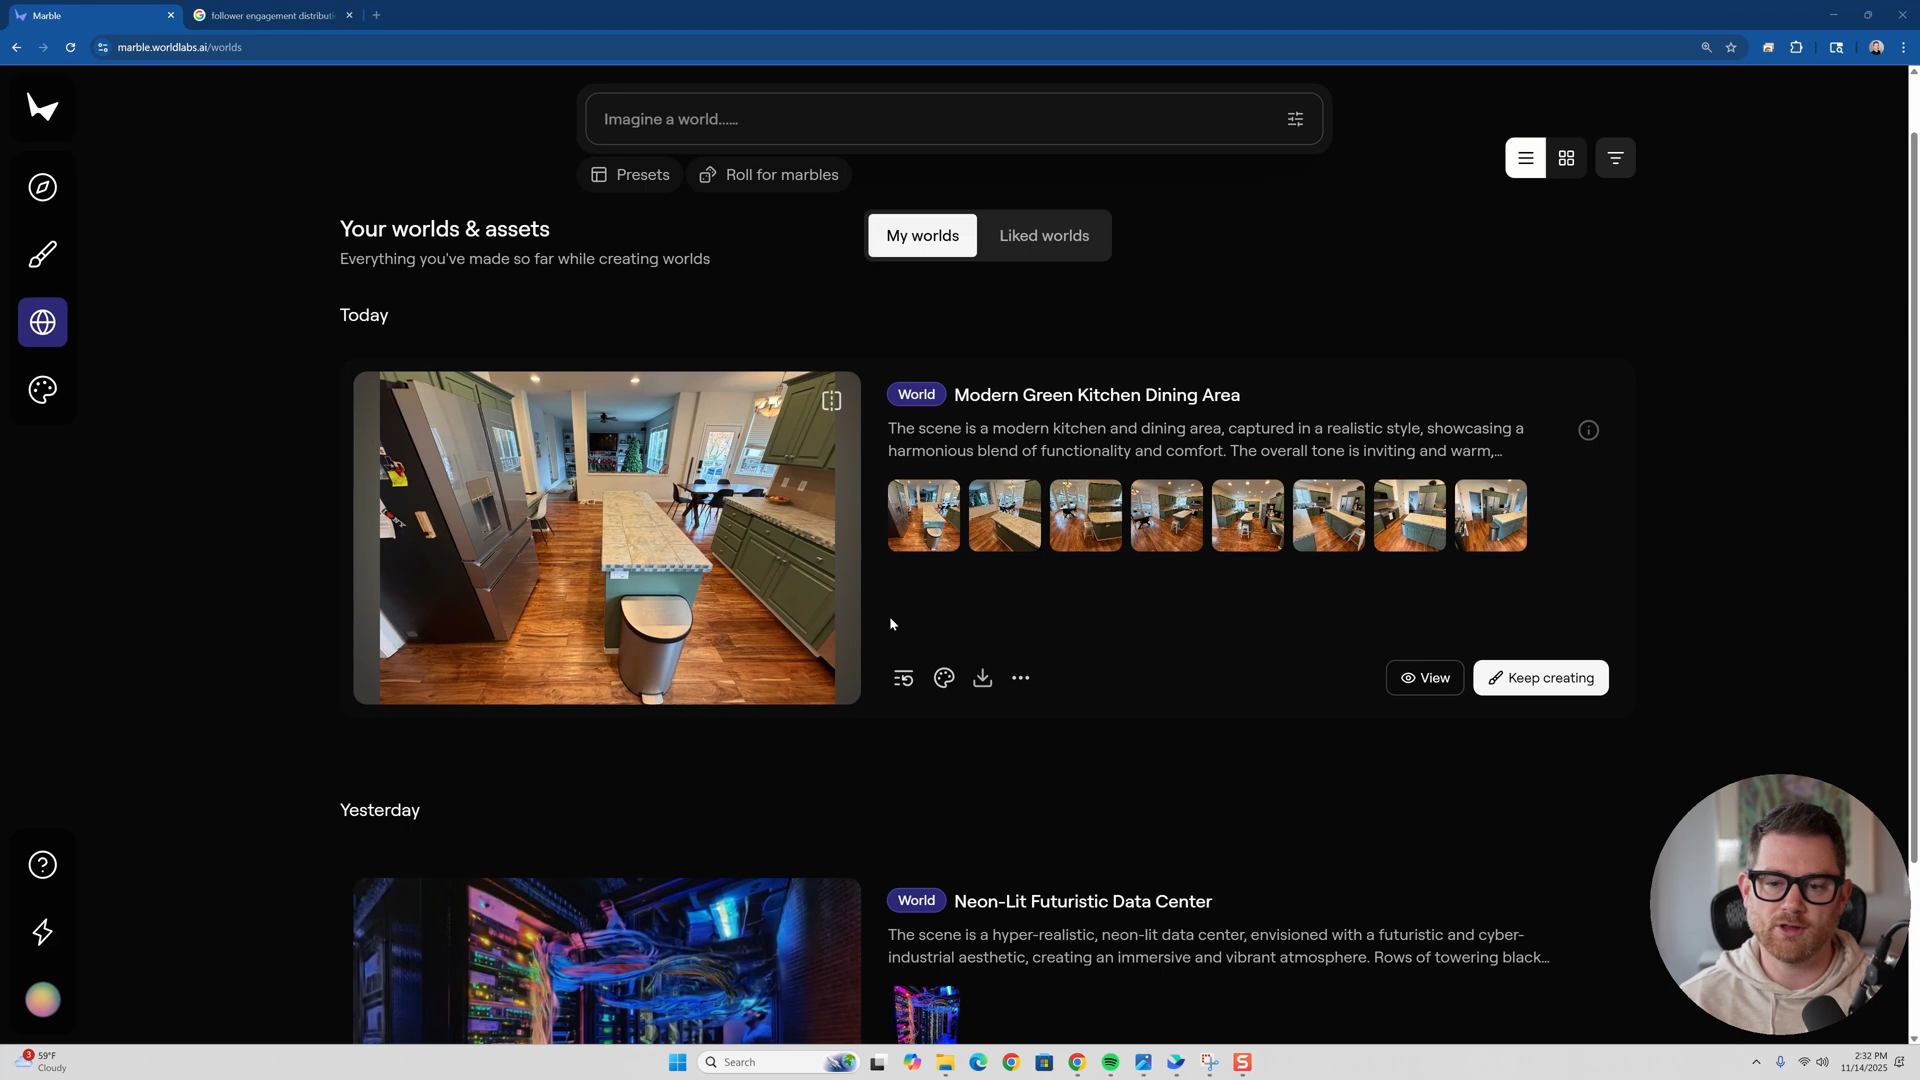 Marble
follower engagement distributi
marble.worldlabs.ai/worlds
Imagine a world......
Presets
Roll for marbles
Your worlds & assets
Everything you've made so far while creating worlds
My worlds
Liked worlds
Today
World
Modern Green Kitchen Dining Area
The scene is a modern kitchen and dining area, captured in a realistic style, showcasing a
harmonious blend of functionality and comfort. The overall tone is inviting and warm,...
View
Keep creating
Yesterday
World
Neon-Lit Futuristic Data Center
The scene is a hyper-realistic, neon-lit data center, envisioned with a futuristic and cyber-
industrial aesthetic, creating an immersive and vibrant atmosphere. Rows of towering black...
3
59°F
Cloudy
Search
2:32 PM
11/14/2025